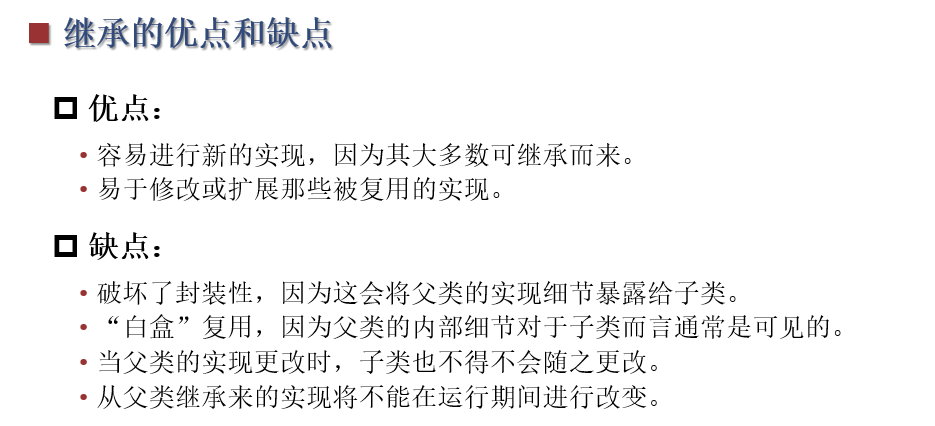 继承的优点和缺点
优点：
• 容易进行新的实现，因为其大多数可继承而来。
• 易于修改或扩展那些被复用的实现。
缺点：
• 破坏了封装性，因为这会将父类的实现细节暴露给子类。
• “白盒”复用，因为父类的内部细节对于子类而言通常是可见的。
• 当父类的实现更改时，子类也不得不会随之更改。
• 从父类继承来的实现将不能在运行期间进行改变。